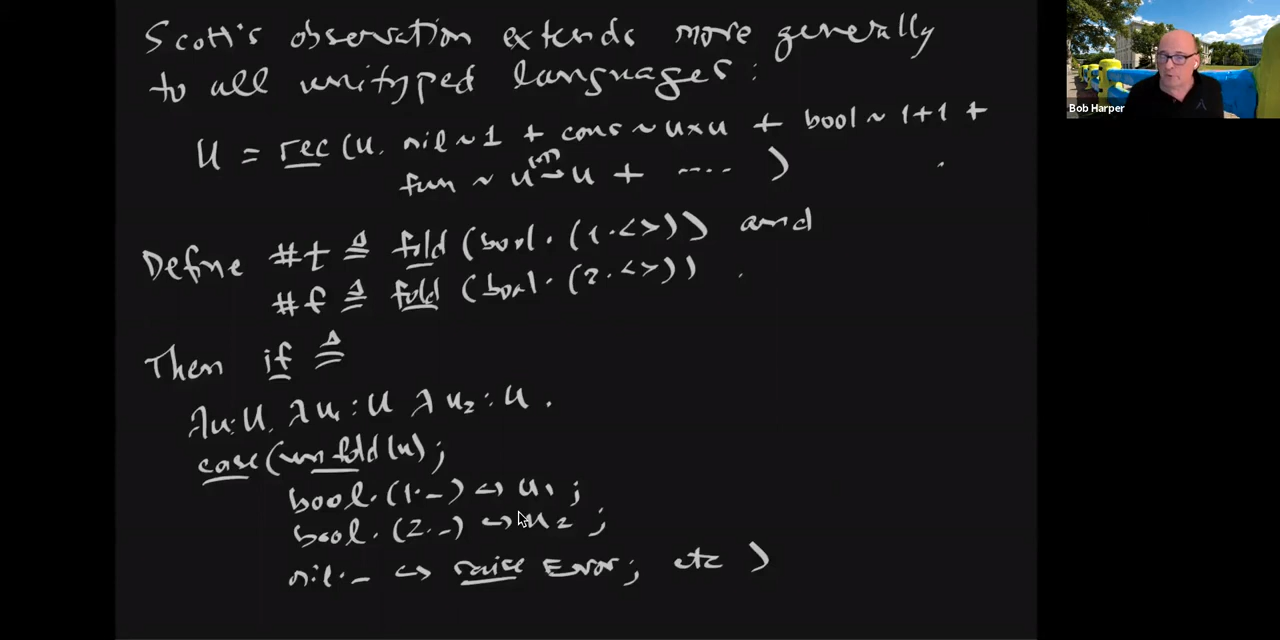 Scott's observation extends more generally
to all unityped languages:
U = rec(u. nil ~ 1 + cons ~ u×u + bool ~ 1+1 +
fun ~ u ⇀ u + .... )
Define #t ≜ fold (bool·(1·<>)) and
#f ≜ fold (bool·(2·<>)) .
Then if ≜
λu:U. λu₁:U λu₂:U.
case(unfold(u);
bool·(1·_) ↪ u₁;
bool·(2·_) ↪ u₂;
nil·_ ↪ raise Error; etc )
Bob Harper